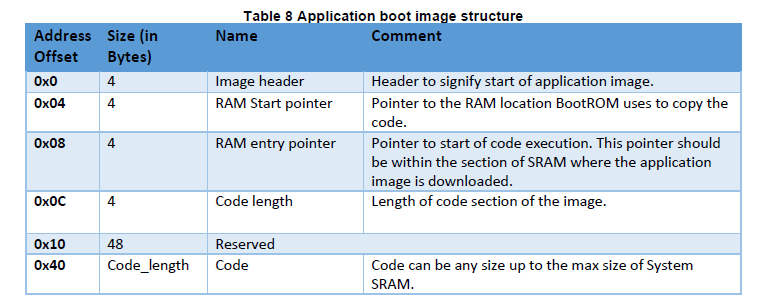 Table 8 Application boot image structure
Address Offset Size (in Bytes) Name Comment
0x0 4 Image header Header to signify start of application image.
0x04 4 RAM Start pointer Pointer to the RAM location BootROM uses to copy the
code.
0x08 4 RAM entry pointer Pointer to start of code execution. This pointer should
be within the section of SRAM where the application
image is downloaded.
0x0C 4 Code length Length of code section of the image.
0x10 48 Reserved
0x40 Code_length Code Code can be any size up to the max size of System
SRAM.